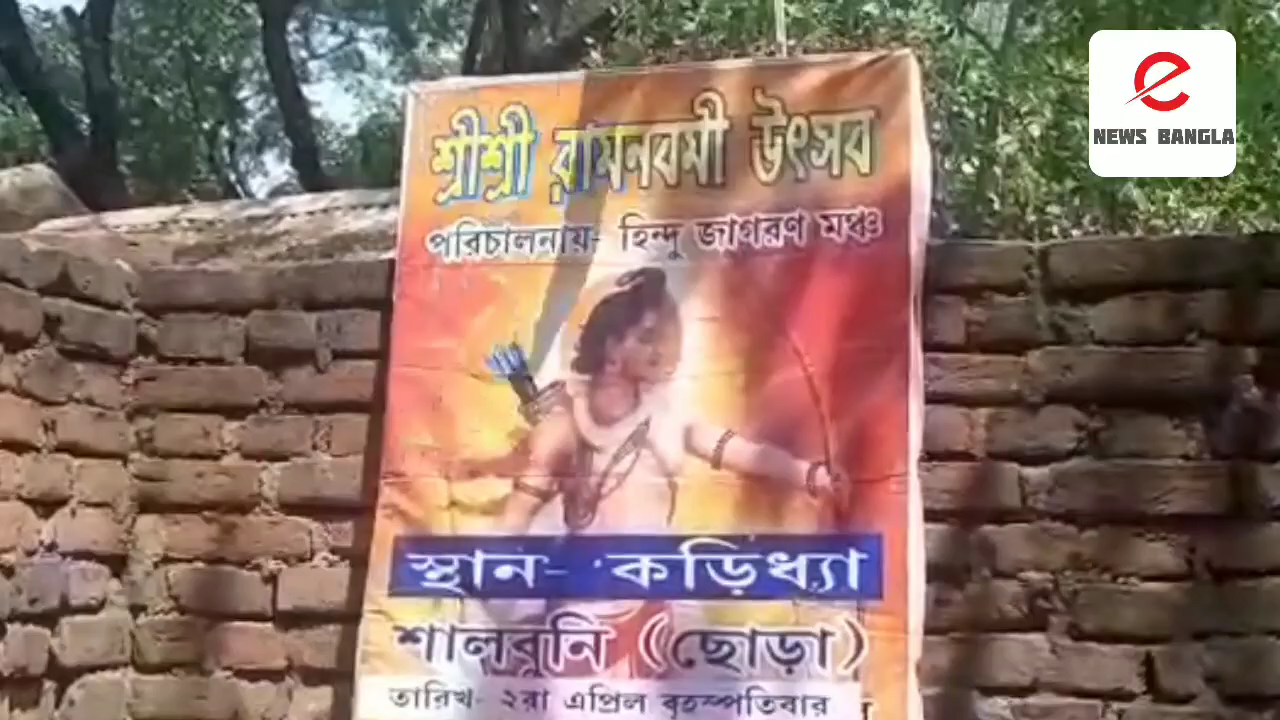 শ্রীশ্রী রামনবমী উৎসব
পরিচালনায়- হিন্দু জাগরণ মঞ্চ
স্থান- কড়িধ্যা
শালবুনি (ছোড়া)
তারিখ- ২রা এপ্রিল বৃহস্পতিবার
e
NEWS BANGLA